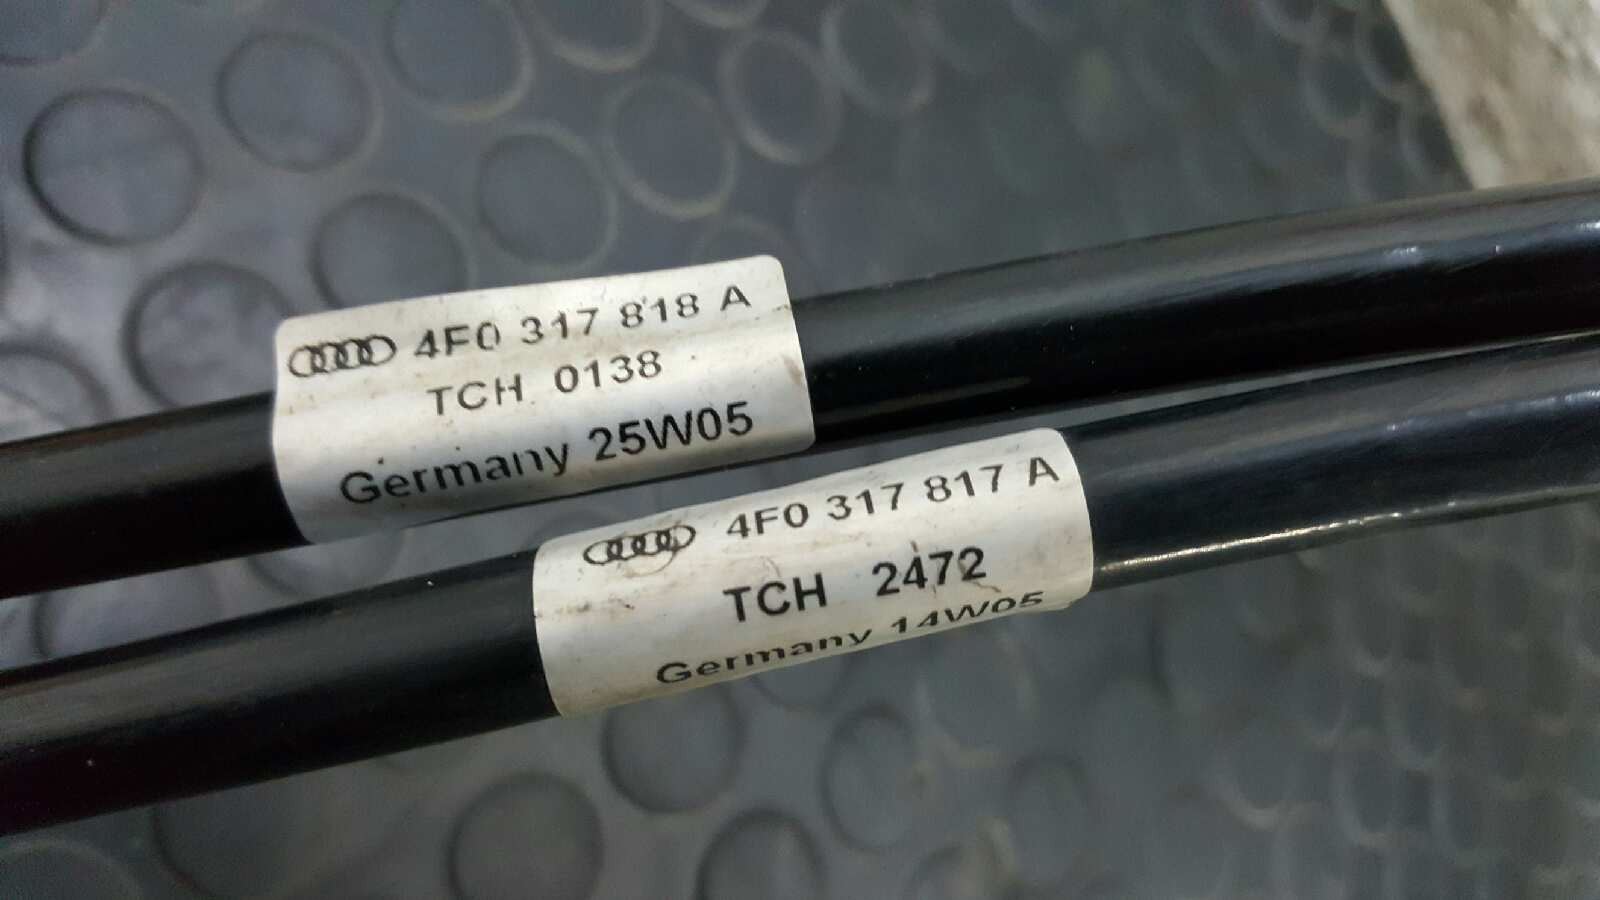 4F0 317 818 A
TCH 0138
Germany 25W05
4F0 317 817 A
TCH 2472
Germany 14W05